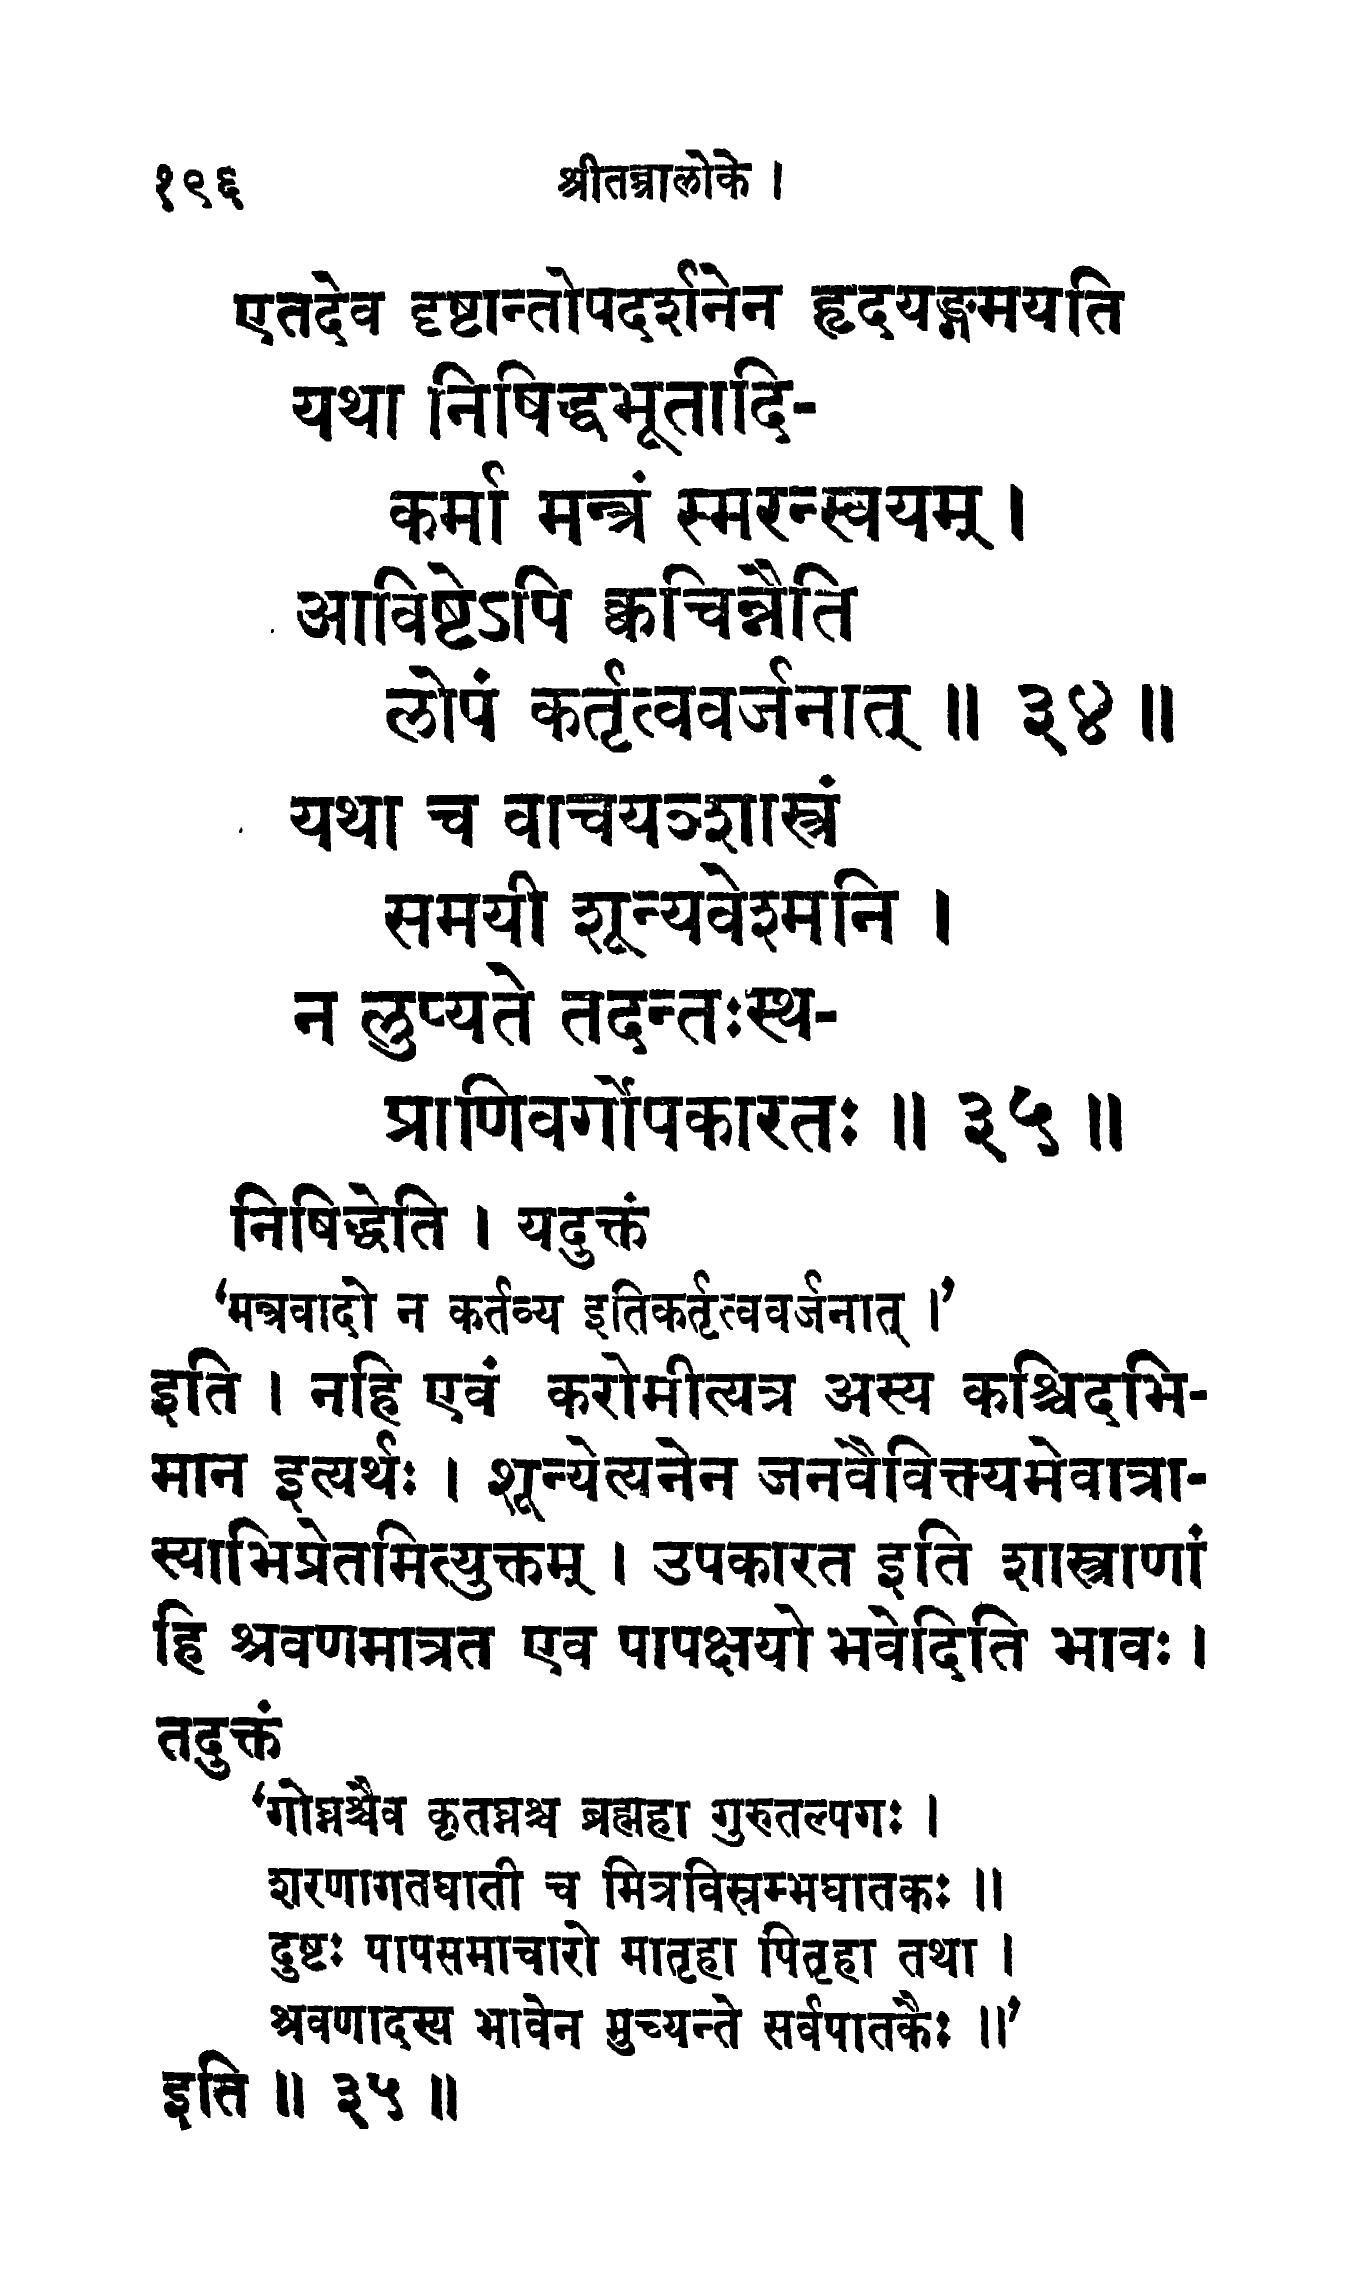 १९६ श्रीतन्त्रालोके ।
एतदेव दृष्टान्तोपदर्शनेन हृदयङ्गमयति
यथा निषिद्धभूतादि-
कर्मा मन्त्रं स्मरन्स्वयम् ।
आविष्टेऽपि क्वचिन्नैति
लोपं कर्तृत्ववर्जनात् ॥ ३४ ॥
यथा च वाचयञ्शास्त्रं
समयी शून्यवेश्मनि ।
न लुप्यते तदन्तःस्थ-
प्राणिवर्गोपकारतः ॥ ३५ ॥
निषिद्धेति । यदुक्तं
‘मन्त्रवादो न कर्तव्य इतिकर्तृत्ववर्जनात् ।’
इति । नहि एवं करोमीत्यत्र अस्य कश्चिदभि-
मान इत्यर्थः । शून्येत्यनेन जनवैविक्त्यमेवात्रा-
स्याभिप्रेतमित्युक्तम् । उपकारत इति शास्त्राणां
हि श्रवणमात्रत एव पापक्षयो भवेदिति भावः ।
तदुक्तं
‘गोघ्नश्चैव कृतघ्नश्च ब्रह्महा गुरुतल्पगः ।
शरणागतघाती च मित्रविस्रम्भघातकः ॥
दुष्टः पापसमाचारो मातृहा पितृहा तथा ।
श्रवणादस्य भावेन मुच्यन्ते सर्वपातकैः ॥’
इति ॥ ३५ ॥